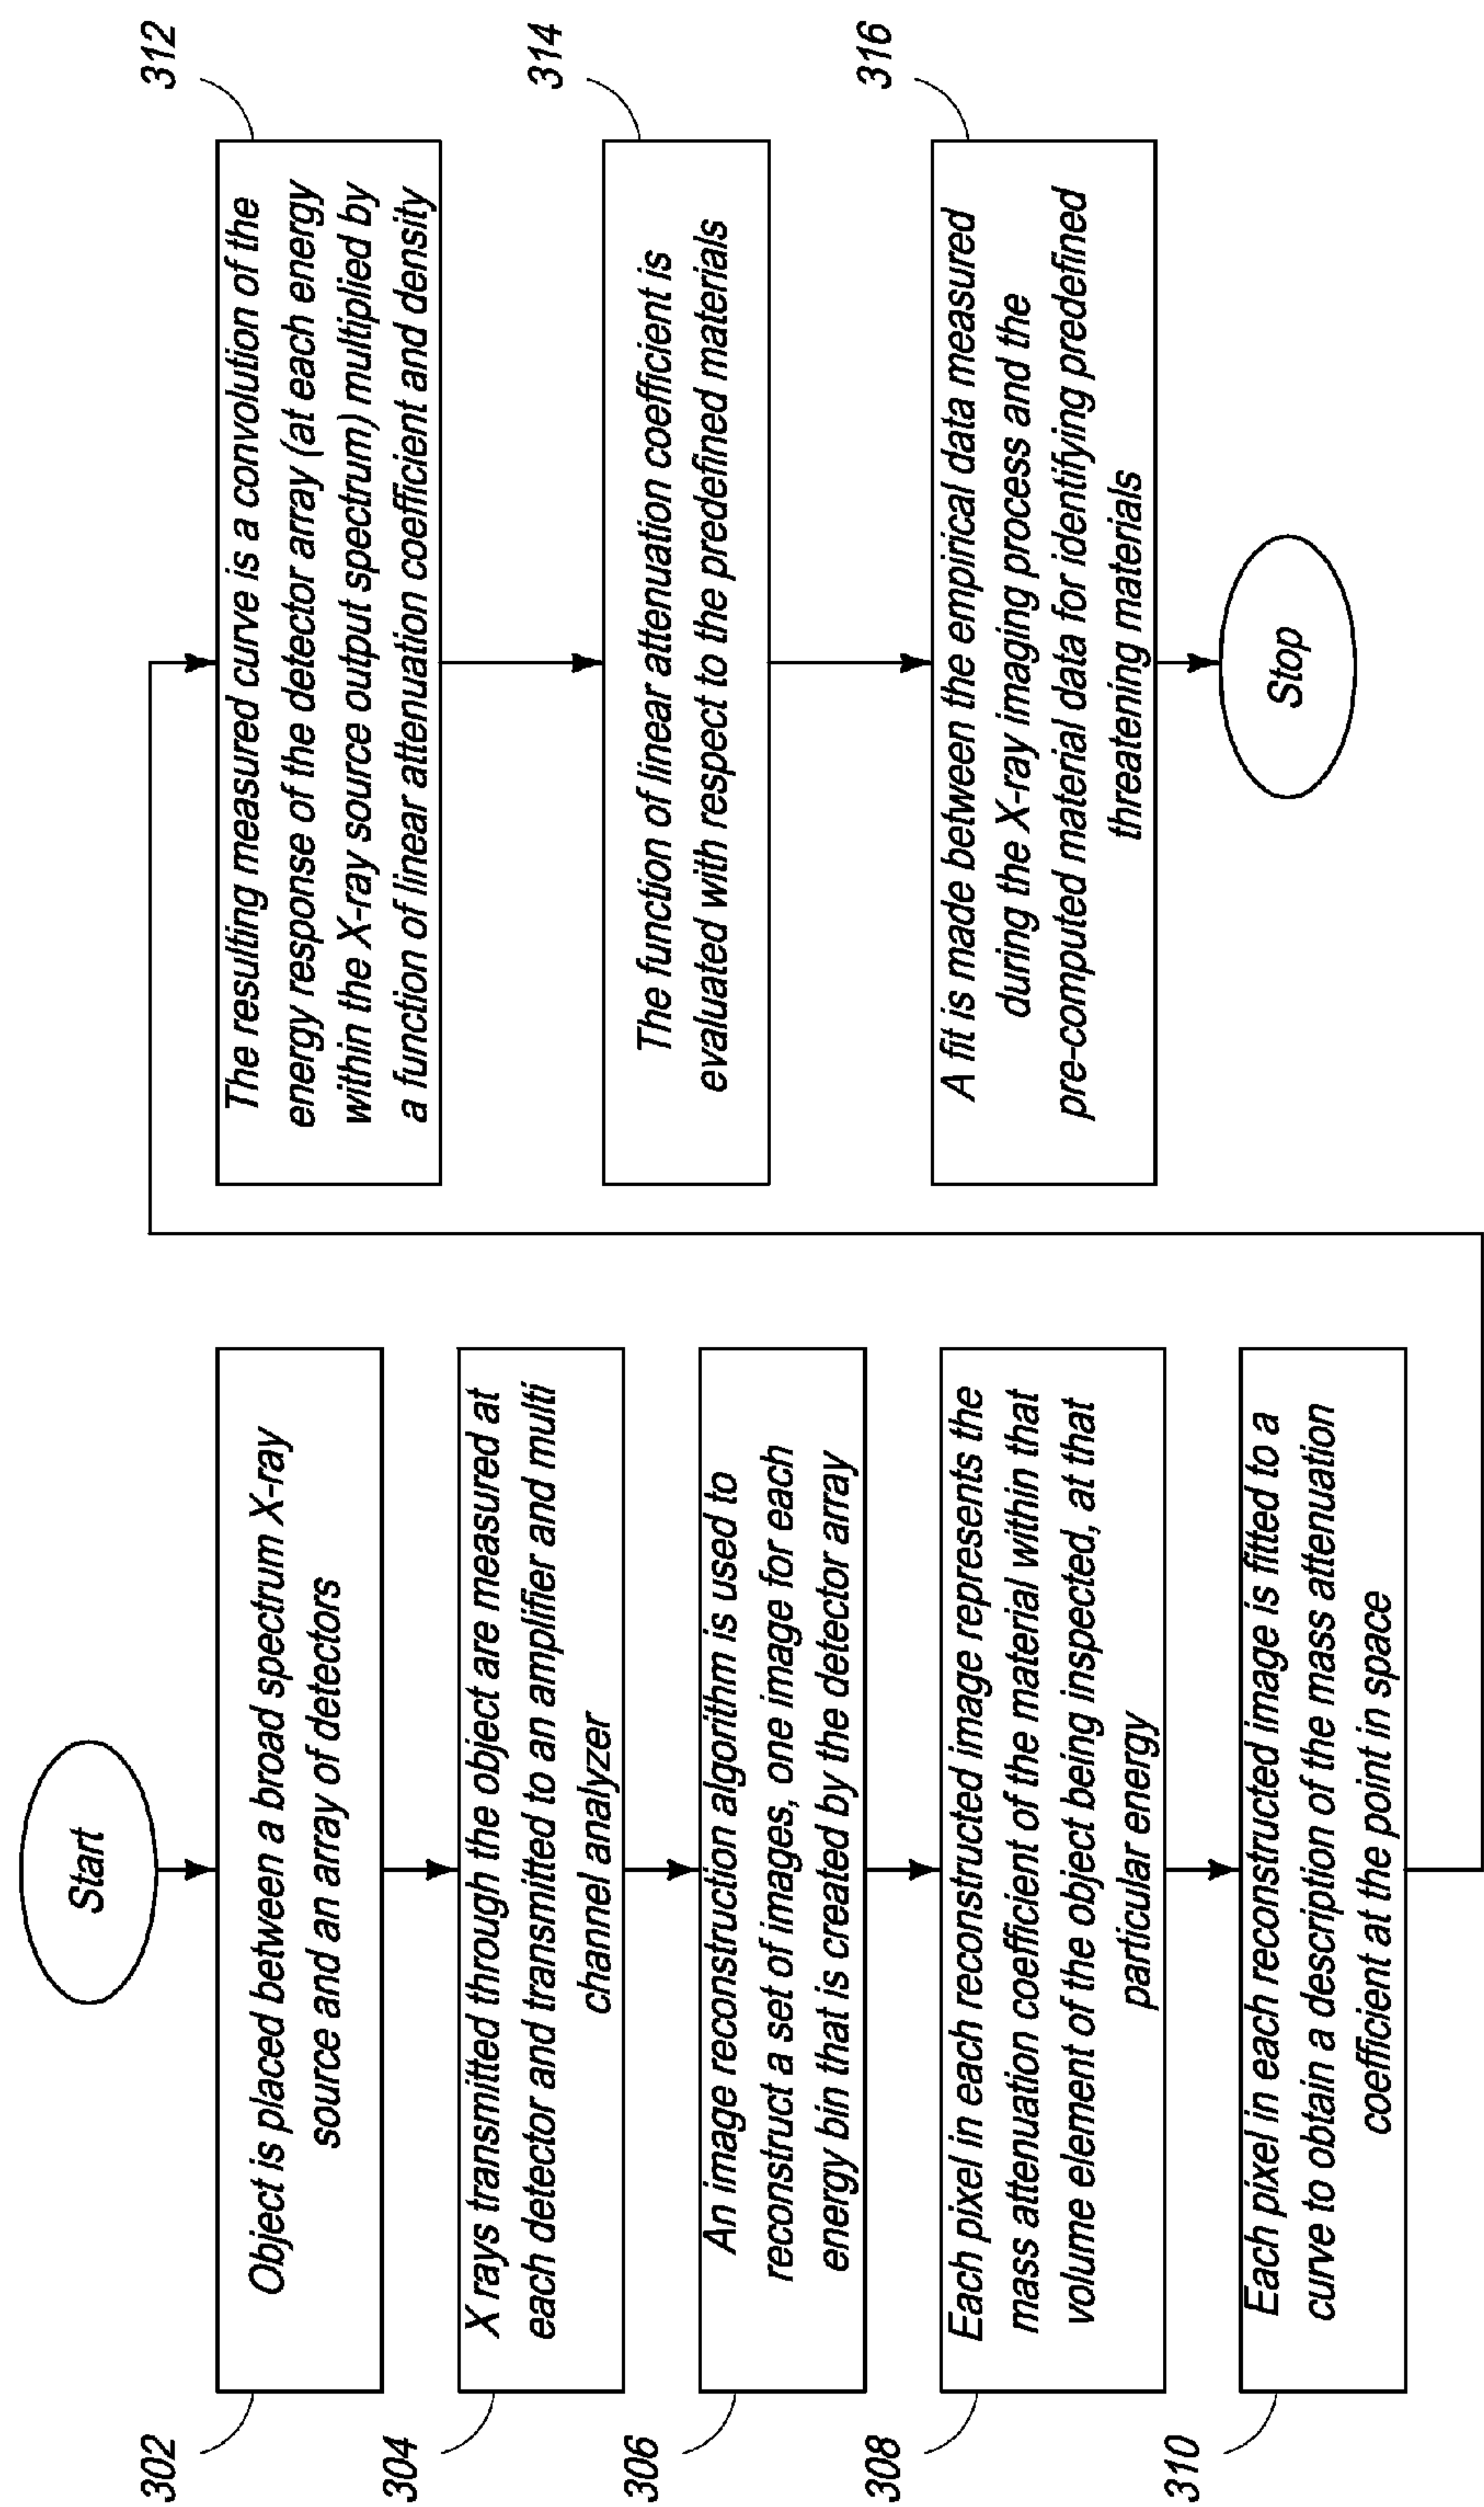 Start
302
Object is placed between a broad spectrum X-ray
source and an array of detectors
304
X rays transmitted through the object are measured at
each detector and transmitted to an amplifier and multi
channel analyzer
306
An image reconstruction algorithm is used to
reconstruct a set of images, one image for each
energy bin that is created by the detector array
308
Each pixel in each reconstructed image represents the
mass attenuation coefficient of the material within that
volume element of the object being inspected, at that
particular energy
310
Each pixel in each reconstructed image is fitted to a
curve to obtain a description of the mass attenuation
coefficient at the point in space
312
The resulting measured curve is a convolution of the
energy response of the detector array (at each energy
within the X-ray source output spectrum) multiplied by
a function of linear attenuation coefficient and density
314
The function of linear attenuation coefficient is
evaluated with respect to the predefined materials
316
A fit is made between the empirical data measured
during the X-ray imaging process and the
pre-computed material data for identifying predefined
threatening materials
Stop